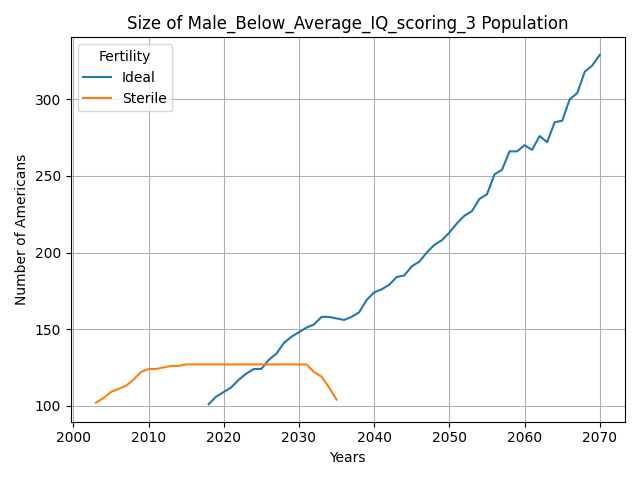 Size of Male_Below_Average_IQ_scoring_3 Population
Fertility
Ideal
Sterile
300
250
200
150
100
Number of Americans
2000 2010 2020 2030 2040 2050 2060 2070
Years